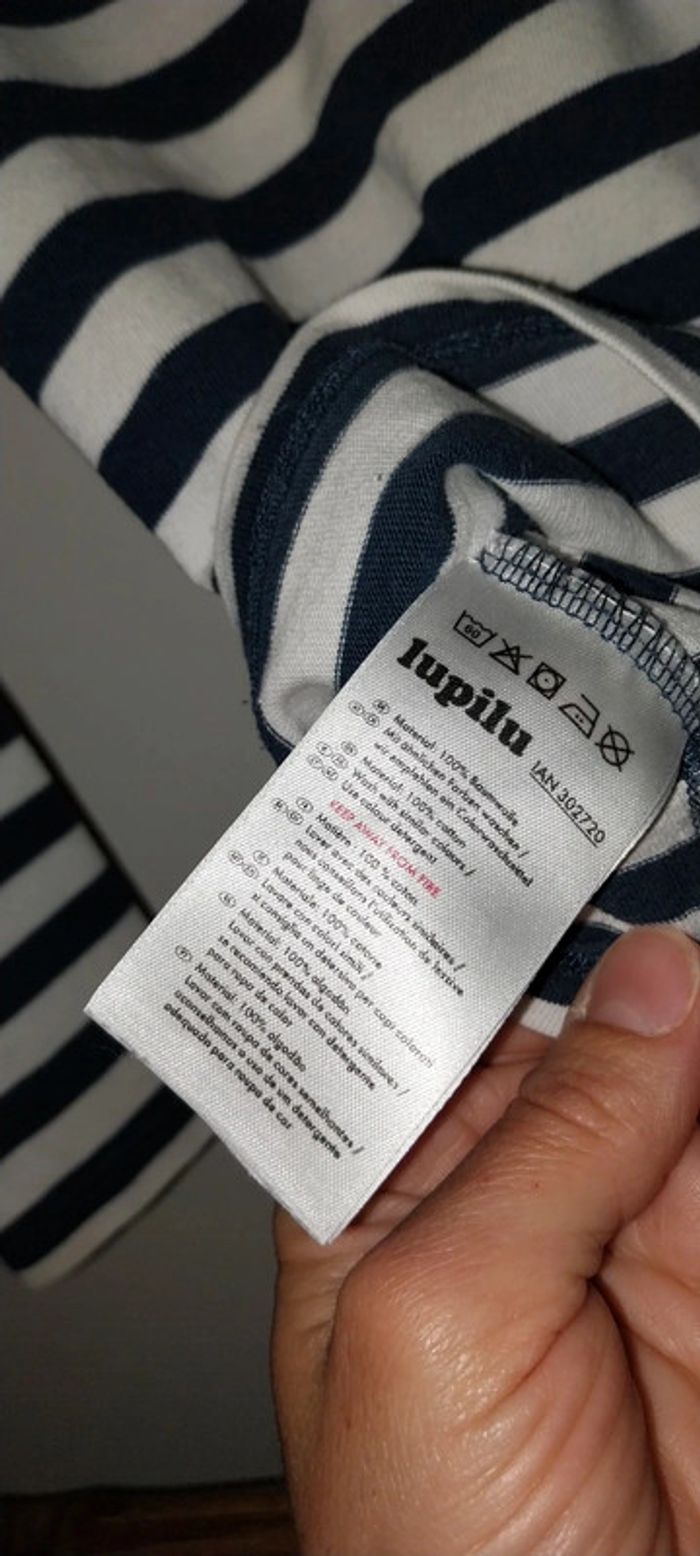 60
lupilu
IAN 302720
Material: 100% Baumwolle
Mit ähnlichen Farben waschen/
wir empfehlen ein Colorwaschmittel
Material: 100% cotton
Wash with similar colours/
Use colour detergent
KEEP AWAY FROM FIRE
Matière: 100 % coton
Laver avec des couleurs similaires/
nous conseillons l'utilisation de lessive
pour linge de couleur
Materiale: 100% cotone
Lavare con colori simili/
si consiglia un detersivo per capi colorati
Material: 100% algodón
Lavar con prendas de colores similares/
se recomienda lavar con detergente
para ropa de color
Material: 100% algodão
Lavar com roupa de cores semelhantes/
aconselhamos o uso de um detergente
adequado para roupa de cor